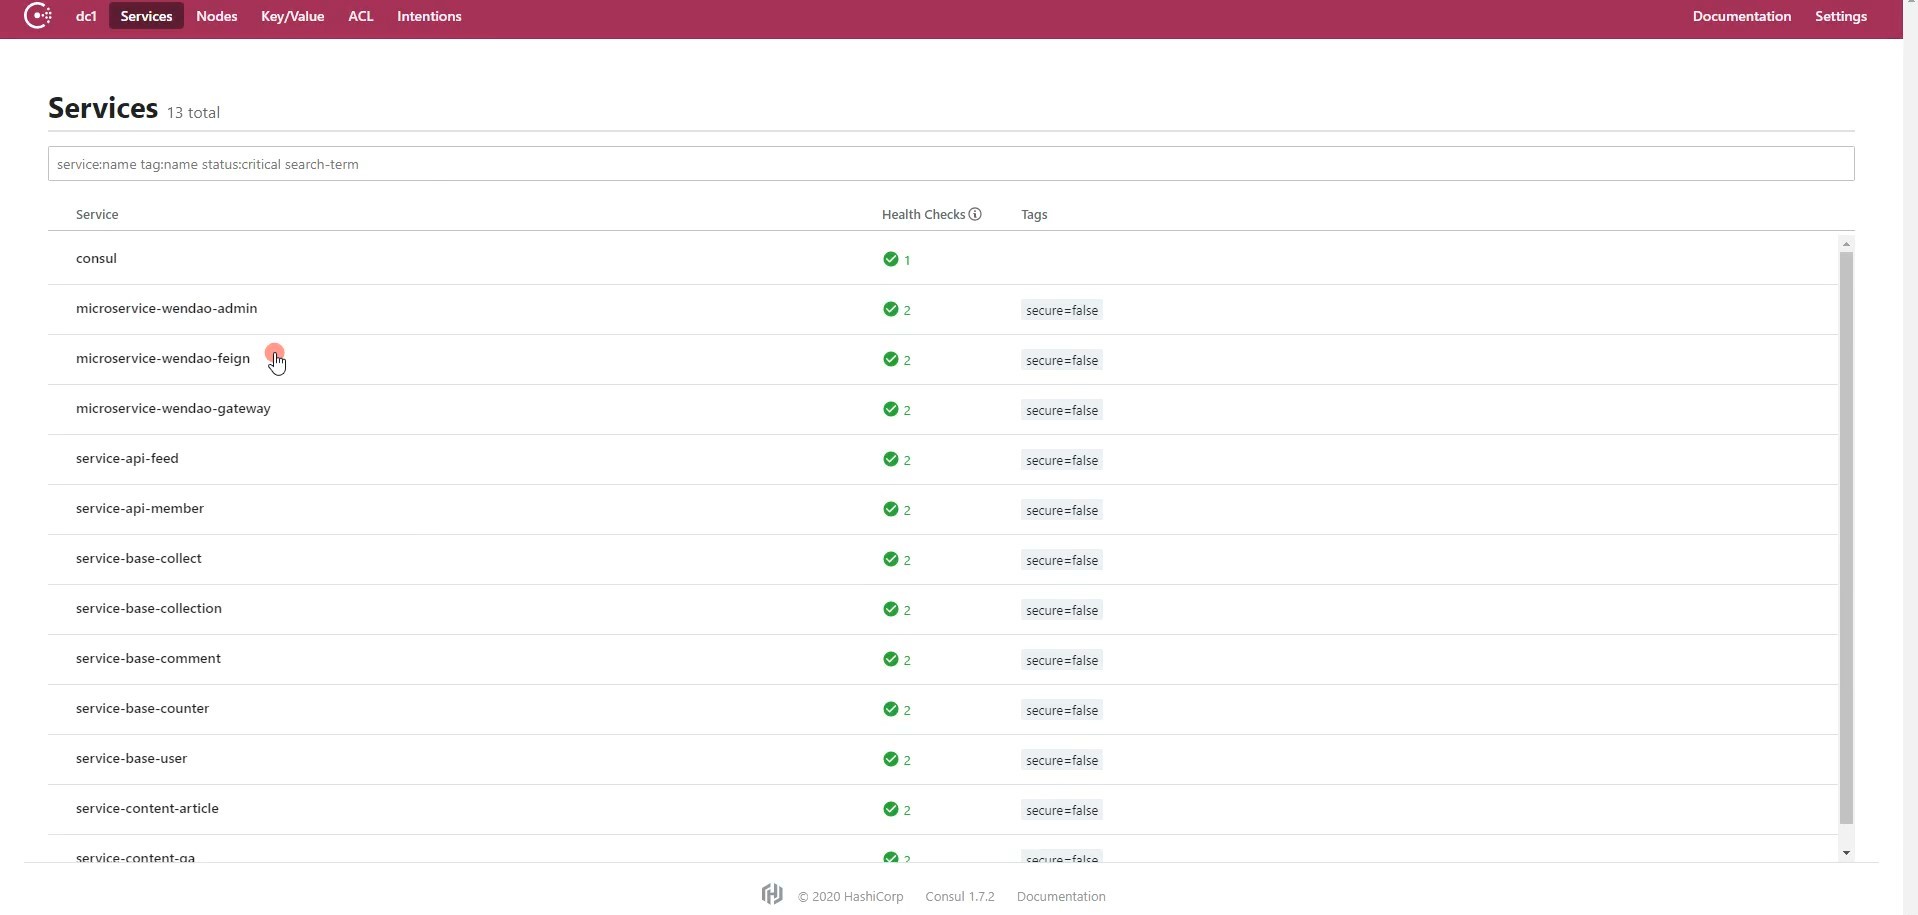 dc1 Services Nodes Key/Value ACL Intentions Documentation Settings
Services 13 total
service:name tag:name status:critical search-term
Service Health Checks Tags
consul 1
microservice-wendao-admin 2 secure=false
microservice-wendao-feign 2 secure=false
microservice-wendao-gateway 2 secure=false
service-api-feed 2 secure=false
service-api-member 2 secure=false
service-base-collect 2 secure=false
service-base-collection 2 secure=false
service-base-comment 2 secure=false
service-base-counter 2 secure=false
service-base-user 2 secure=false
service-content-article 2 secure=false
service-content-qa 2 secure=false
© 2020 HashiCorp Consul 1.7.2 Documentation